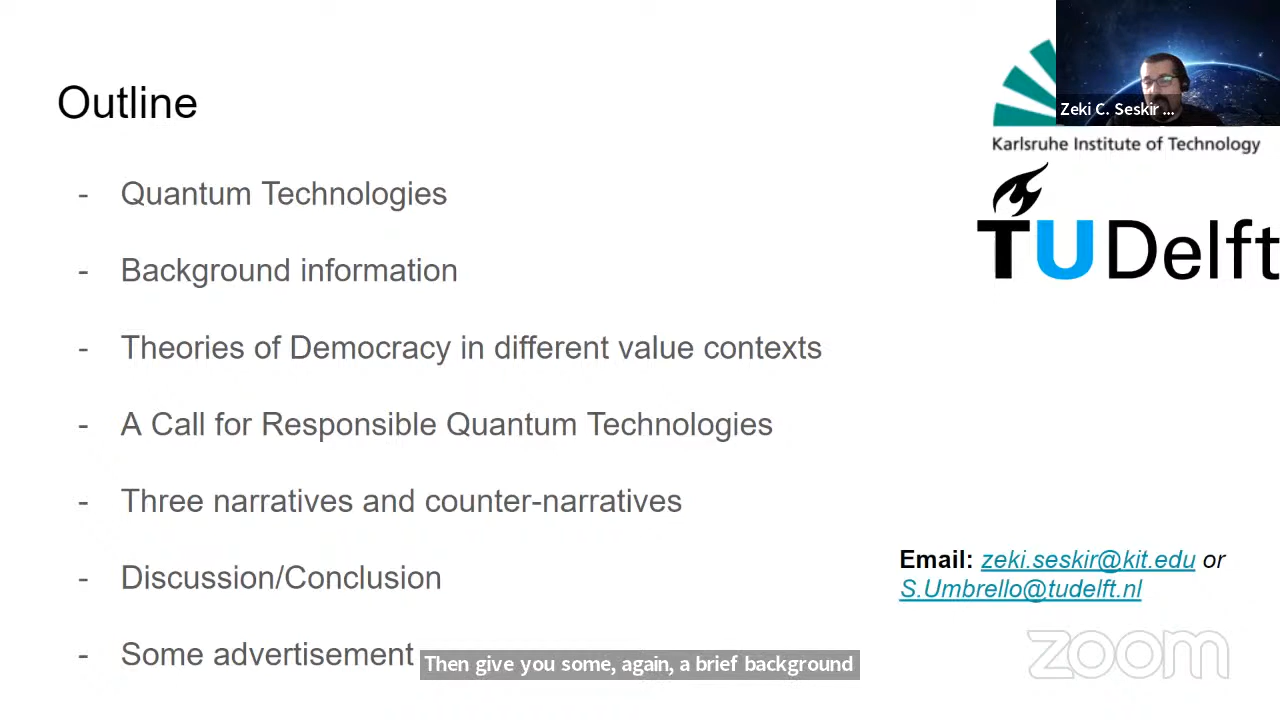 Outline
- Quantum Technologies
- Background information
- Theories of Democracy in different value contexts
- A Call for Responsible Quantum Technologies
- Three narratives and counter-narratives
- Discussion/Conclusion
- Some advertisement
Zeki C. Seskir ...
Karlsruhe Institute of Technology
TUDelft
Email: zeki.seskir@kit.edu or
S.Umbrello@tudelft.nl
zoom
Then give you some, again, a brief background